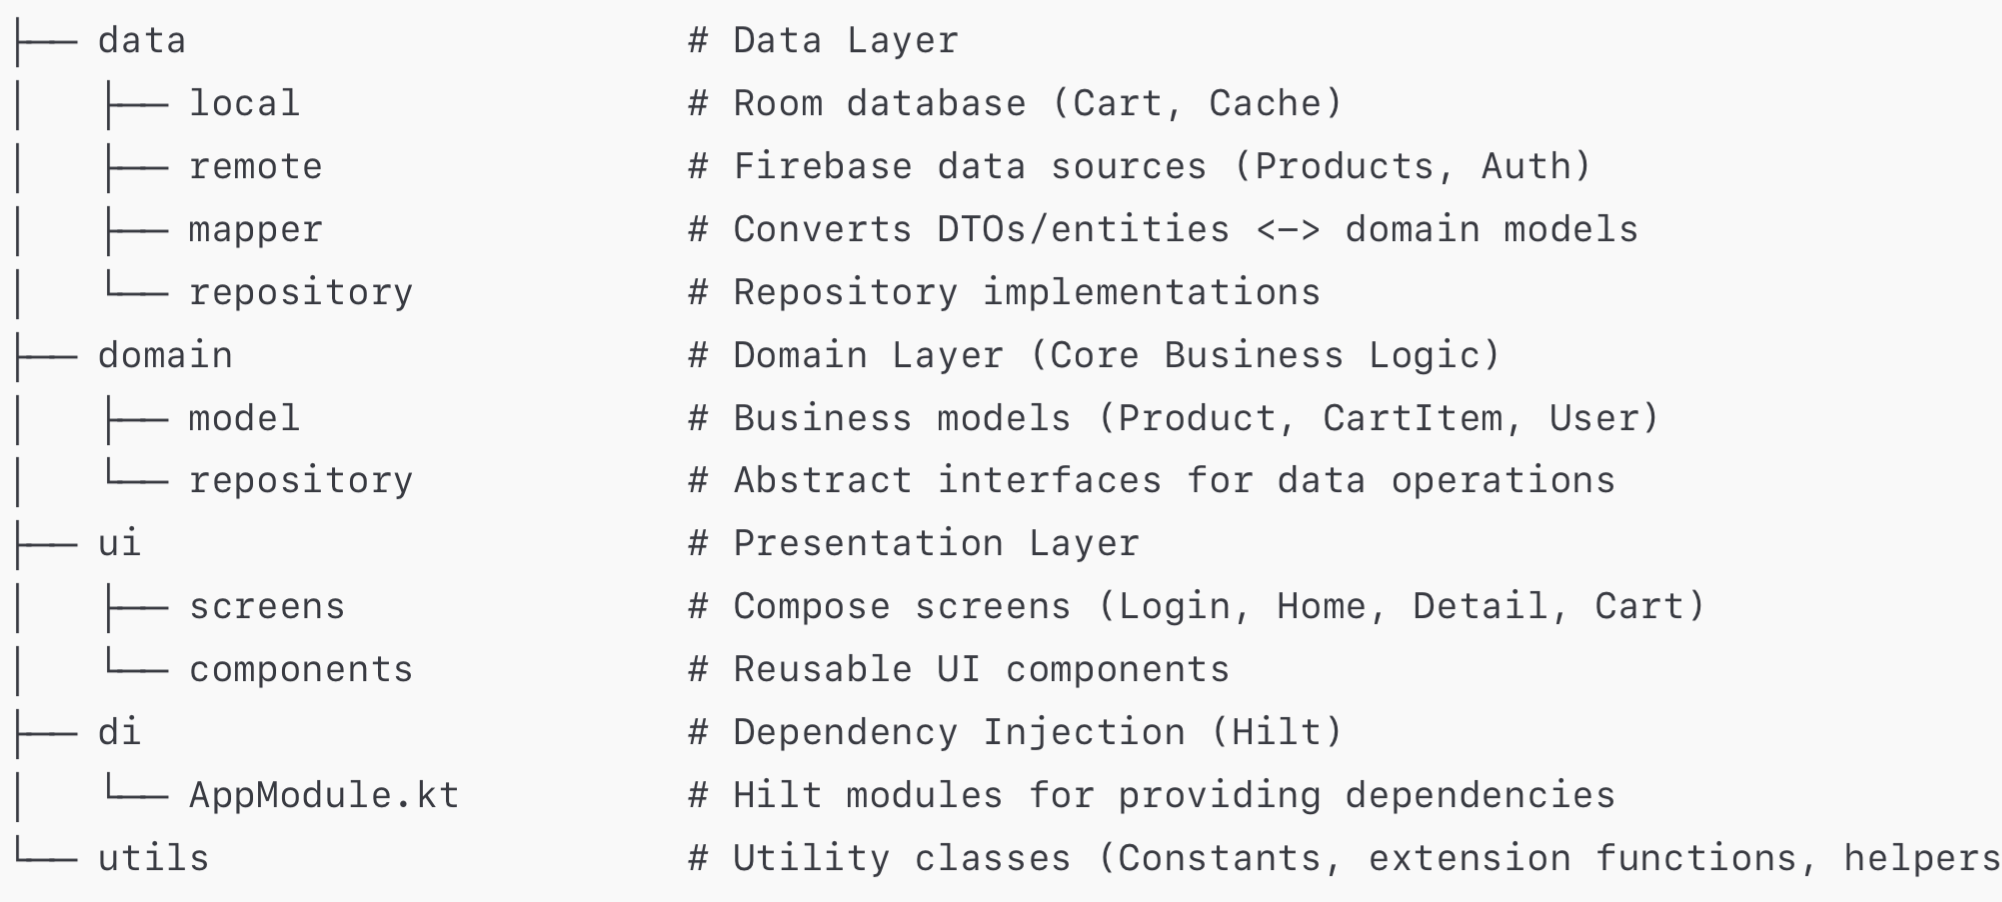 ├── data                          # Data Layer
│   ├── local                 # Room database (Cart, Cache)
│   ├── remote                # Firebase data sources (Products, Auth)
│   ├── mapper                # Converts DTOs/entities <-> domain models
│   └── repository            # Repository implementations
├── domain                    # Domain Layer (Core Business Logic)
│   ├── model                 # Business models (Product, CartItem, User)
│   └── repository            # Abstract interfaces for data operations
├── ui                        # Presentation Layer
│   ├── screens               # Compose screens (Login, Home, Detail, Cart)
│   └── components            # Reusable UI components
├── di                        # Dependency Injection (Hilt)
│   └── AppModule.kt          # Hilt modules for providing dependencies
└── utils                     # Utility classes (Constants, extension functions, helpers